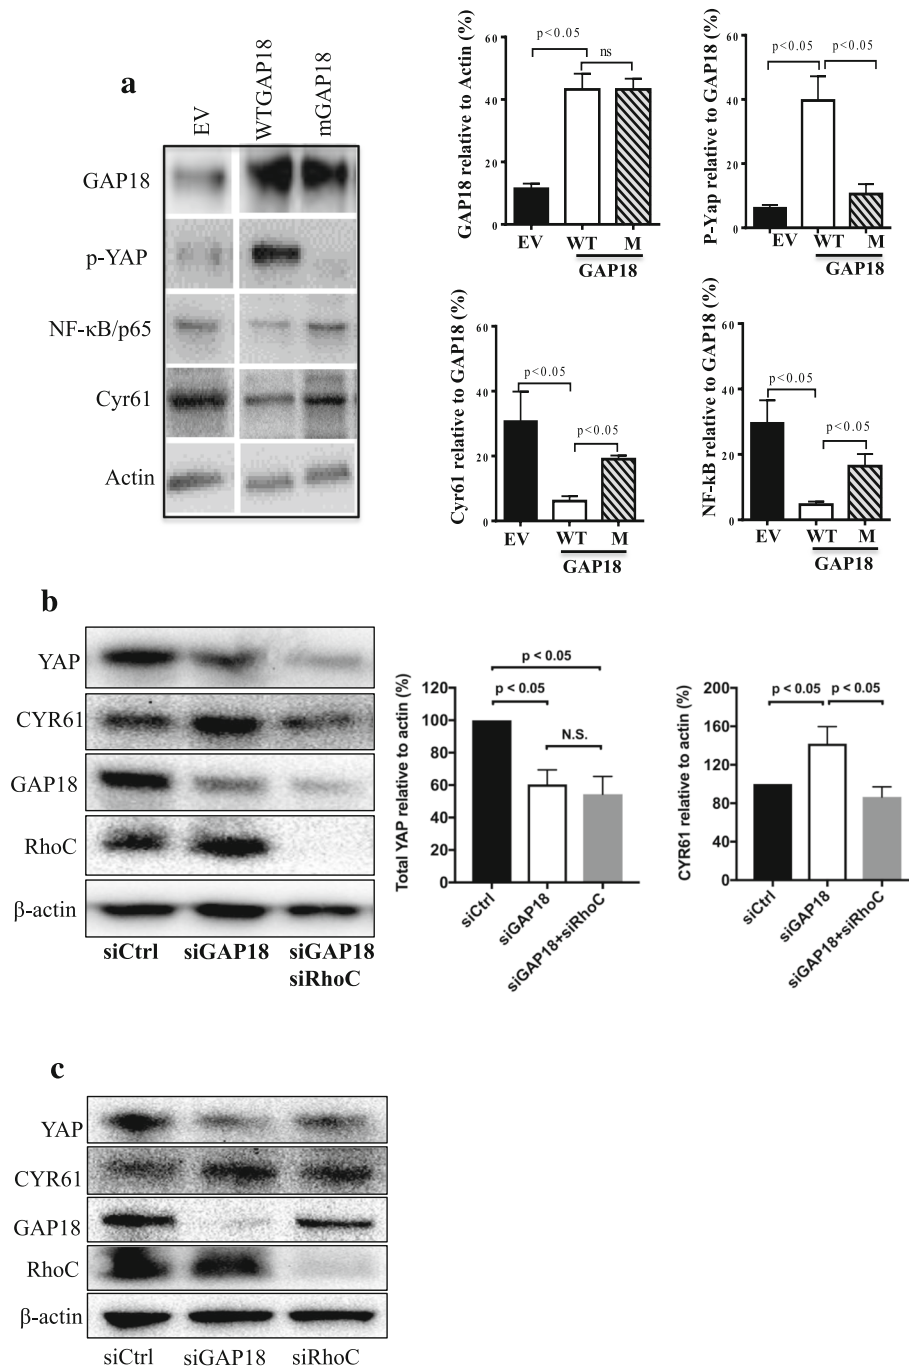 a
EV
WTGAP18
mGAP18
GAP18
p-YAP
NF-κB/p65
Cyr61
Actin
GAP18 relative to Actin (%)
60
40
20
0
p<0.05
ns
EV
WT
M
GAP18
P-Yap relative to GAP18 (%)
60
40
20
0
p<0.05
p<0.05
EV
WT
M
GAP18
Cyr61 relative to GAP18 (%)
60
40
20
0
p<0.05
p<0.05
EV
WT
M
GAP18
NF-kB relative to GAP18 (%)
60
40
20
0
p<0.05
p<0.05
EV
WT
M
GAP18
b
YAP
CYR61
GAP18
RhoC
β-actin
siCtrl
siGAP18
siGAP18
siRhoC
Total YAP relative to actin (%)
120
100
80
60
40
20
0
p < 0.05
p < 0.05
N.S.
siCtrl
siGAP18
siGAP18+siRhoC
CYR61 relative to actin (%)
200
160
120
80
40
0
p < 0.05
p < 0.05
siCtrl
siGAP18
siGAP18+siRhoC
c
YAP
CYR61
GAP18
RhoC
β-actin
siCtrl
siGAP18
siRhoC